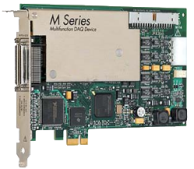 M Series
Multifunction DAQ Device